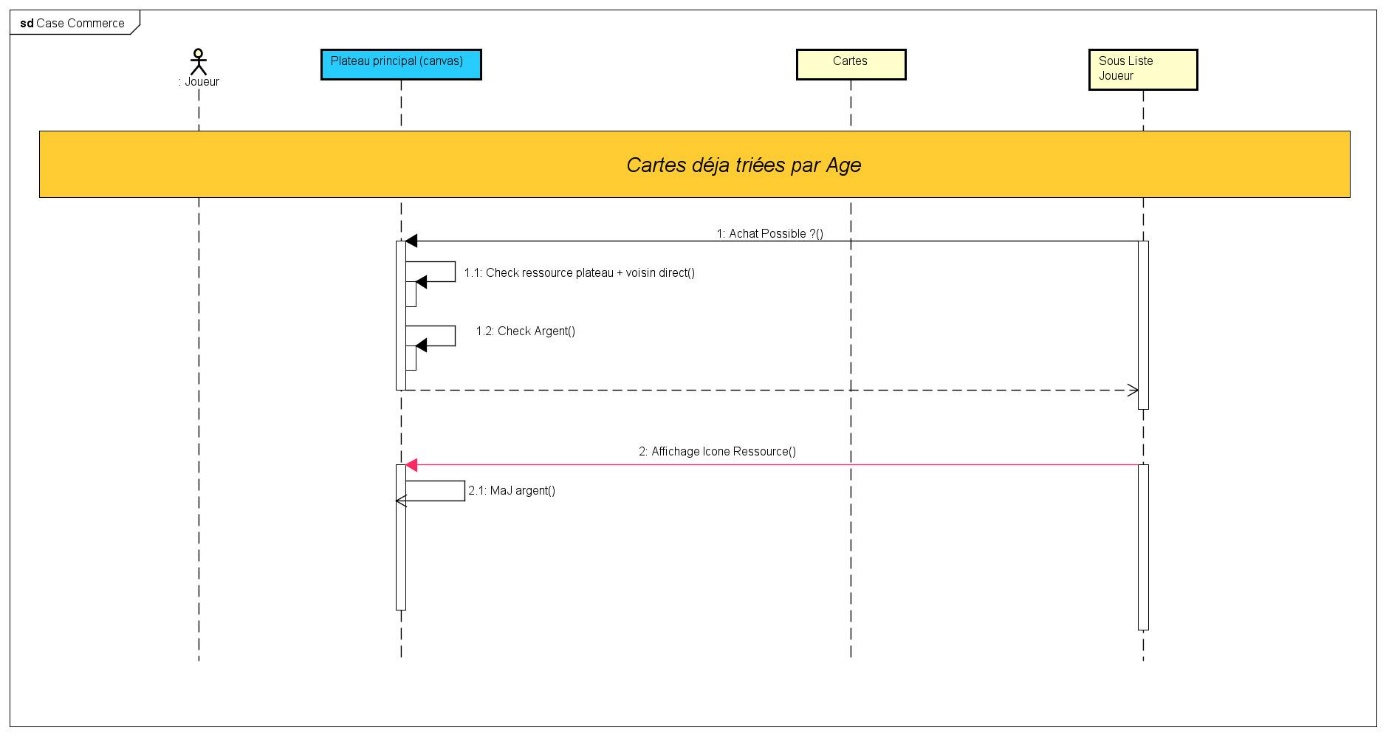 sd Case Commerce
: Joueur
Plateau principal (canvas)
Cartes
Sous Liste
Joueur
Cartes déja triées par Age
1: Achat Possible ?()
1.1: Check ressource plateau + voisin direct()
1.2: Check Argent()
2: Affichage Icone Ressource()
2.1: MaJ argent()